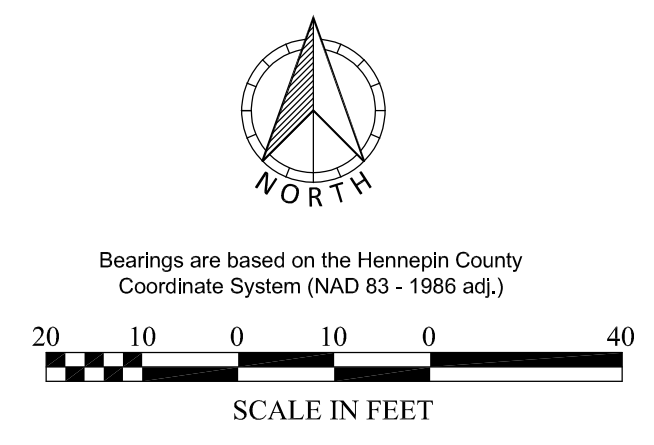 NORTH
Bearings are based on the Hennepin County
Coordinate System (NAD 83 - 1986 adj.)
20 10 0 10 0 40
SCALE IN FEET